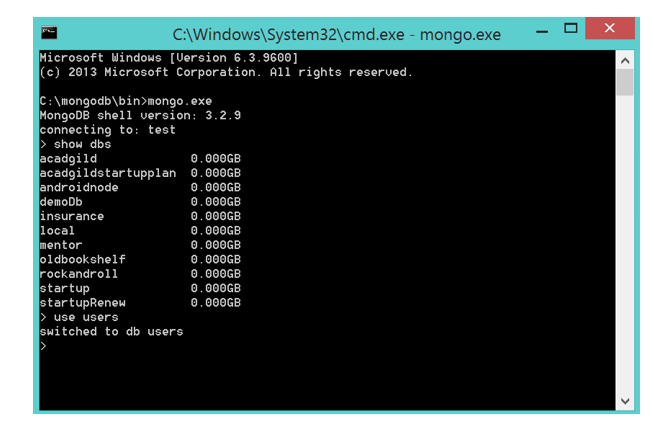 C:\Windows\System32\cmd.exe - mongo.exe
Microsoft Windows [Version 6.3.9600]
(c) 2013 Microsoft Corporation. All rights reserved.
C:\mongodb\bin>mongo.exe
MongoDB shell version: 3.2.9
connecting to: test
> show dbs
acadgild 0.000GB
acadgildstartupplan 0.000GB
androidnode 0.000GB
demoDb 0.000GB
insurance 0.000GB
local 0.000GB
mentor 0.000GB
oldbookshelf 0.000GB
rockandroll 0.000GB
startup 0.000GB
startupRenew 0.000GB
> use users
switched to db users
>